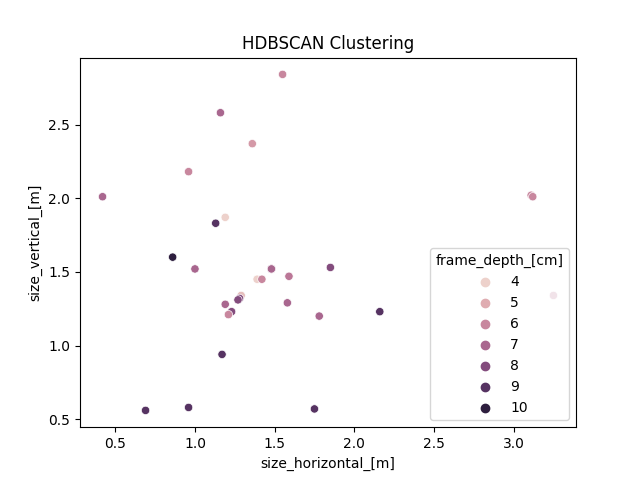 HDBSCAN Clustering
size_vertical_[m]
2.5
2.0
1.5
1.0
0.5
frame_depth_[cm]
4
5
6
7
8
9
10
0.5 1.0 1.5 2.0 2.5 3.0
size_horizontal_[m]